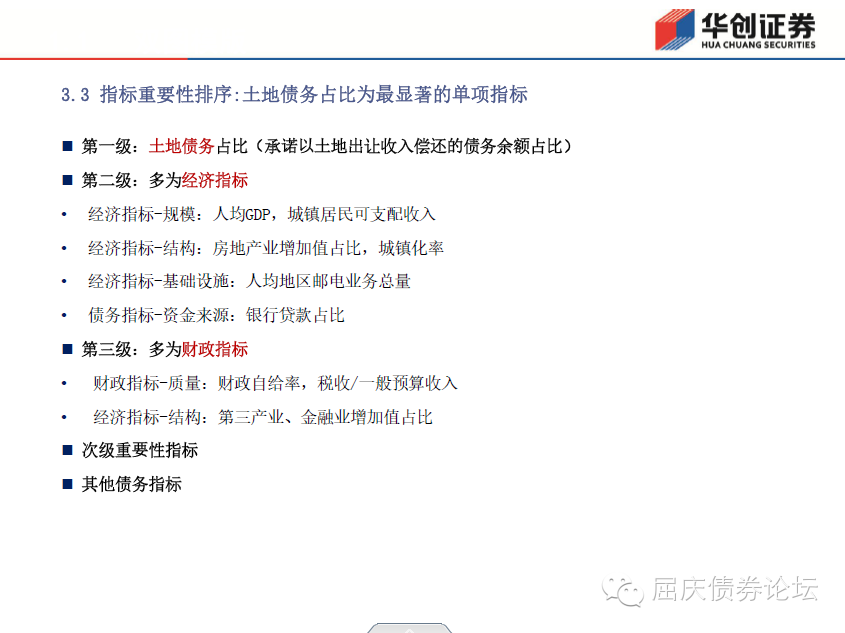 华创证券
HUA CHUANG SECURITIES
3.3 指标重要性排序:土地债务占比为最显著的单项指标
■ 第一级：土地债务占比（承诺以土地出让收入偿还的债务余额占比）
■ 第二级：多为经济指标
• 经济指标-规模：人均GDP，城镇居民可支配收入
• 经济指标-结构：房地产业增加值占比，城镇化率
• 经济指标-基础设施：人均地区邮电业务总量
• 债务指标-资金来源：银行贷款占比
■ 第三级：多为财政指标
• 财政指标-质量：财政自给率，税收/一般预算收入
• 经济指标-结构：第三产业、金融业增加值占比
■ 次级重要性指标
■ 其他债务指标
屈庆债券论坛